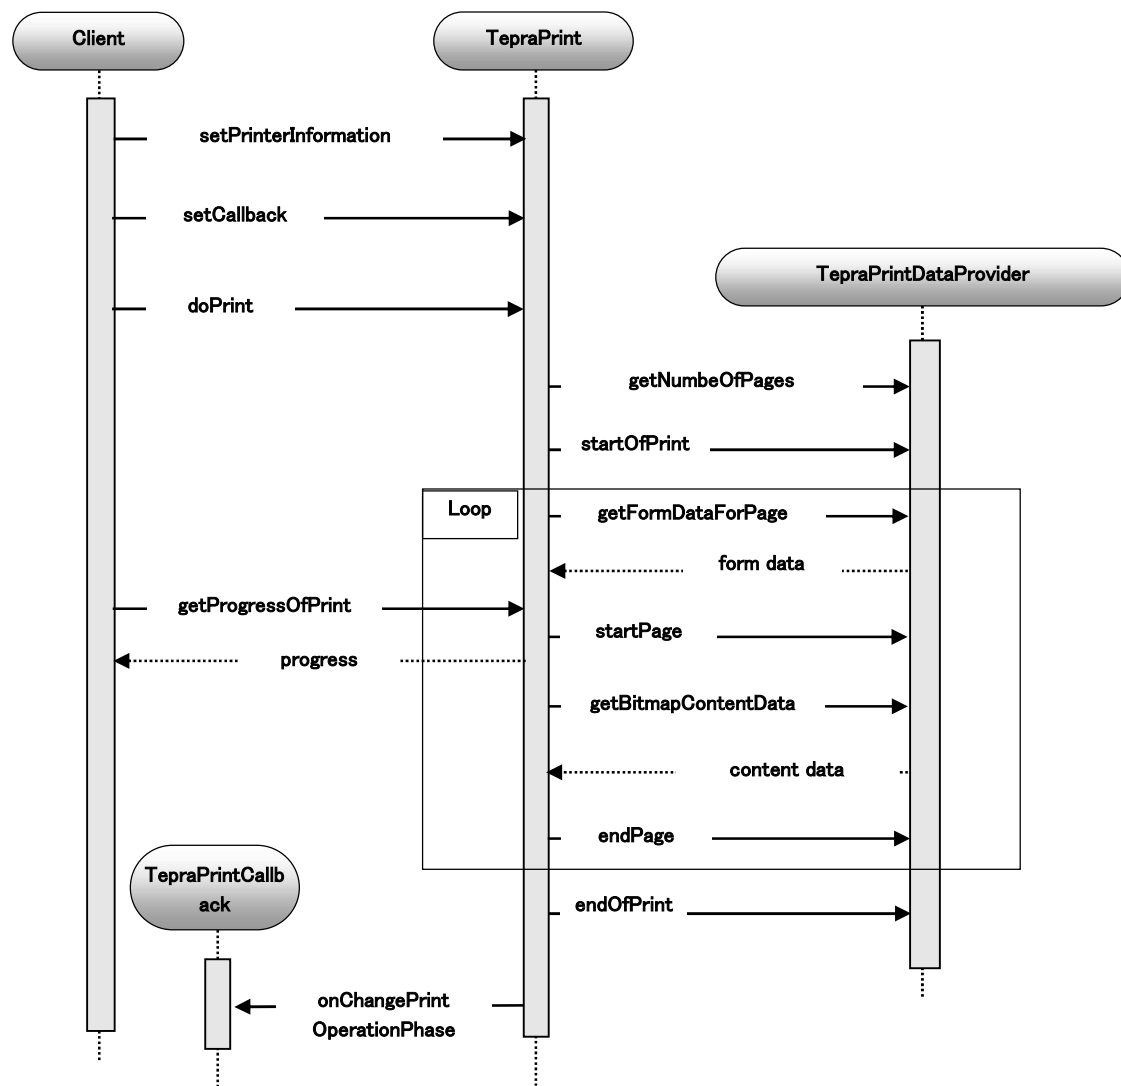 Client
TepraPrint
setPrinterInformation
setCallback
TepraPrintDataProvider
doPrint
getNumbeOfPages
startOfPrint
Loop
getFormDataForPage
form data
getProgressOfPrint
startPage
progress
getBitmapContentData
content data
endPage
TepraPrintCallb
ack
endOfPrint
onChangePrint
OperationPhase